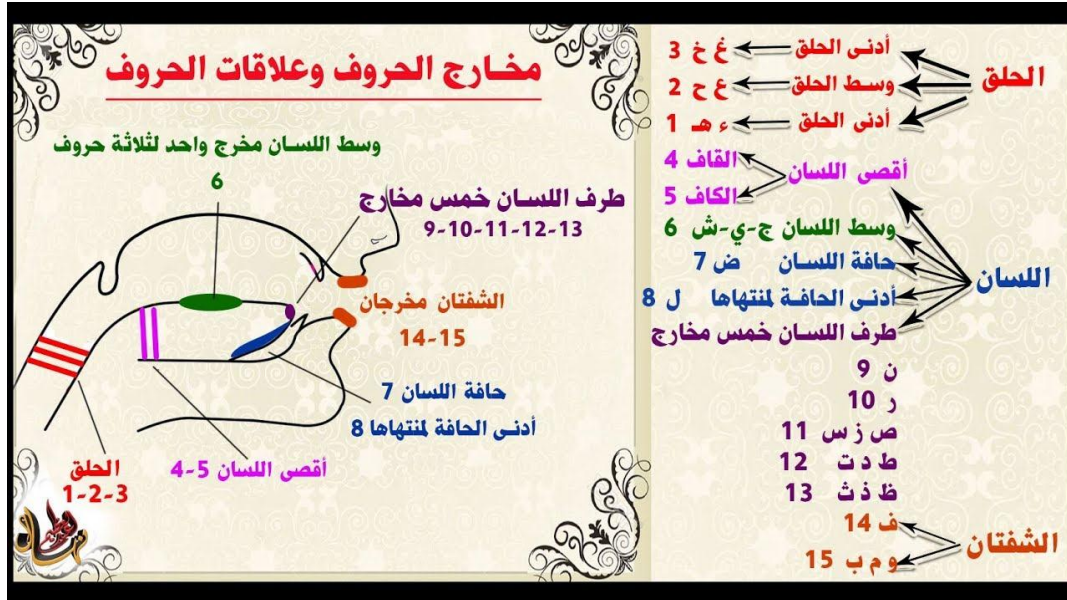 مخارج الحروف وعلاقات الحروف
وسط اللسان مخرج واحد لثلاثة حروف
6
طرف اللسان خمس مخارج
9-10-11-12-13
الشفتان مخرجان
14-15
حافة اللسان 7
أدنى الحافة لمنتهاها 8
أقصى اللسان 5-4
الحلق
1-2-3
الحلق
أدنى الحلق غ خ 3
وسط الحلق ع ح 2
أدنى الحلق ء هـ 1
اللسان
أقصى اللسان
القاف 4
الكاف 5
وسط اللسان ج-ي-ش 6
حافة اللسان ض 7
أدنى الحافة لمنتهاها ل 8
طرف اللسان خمس مخارج
ن 9
ر 10
ص ز س 11
ط د ت 12
ظ ذ ث 13
الشفتان
ف 14
و م ب 15